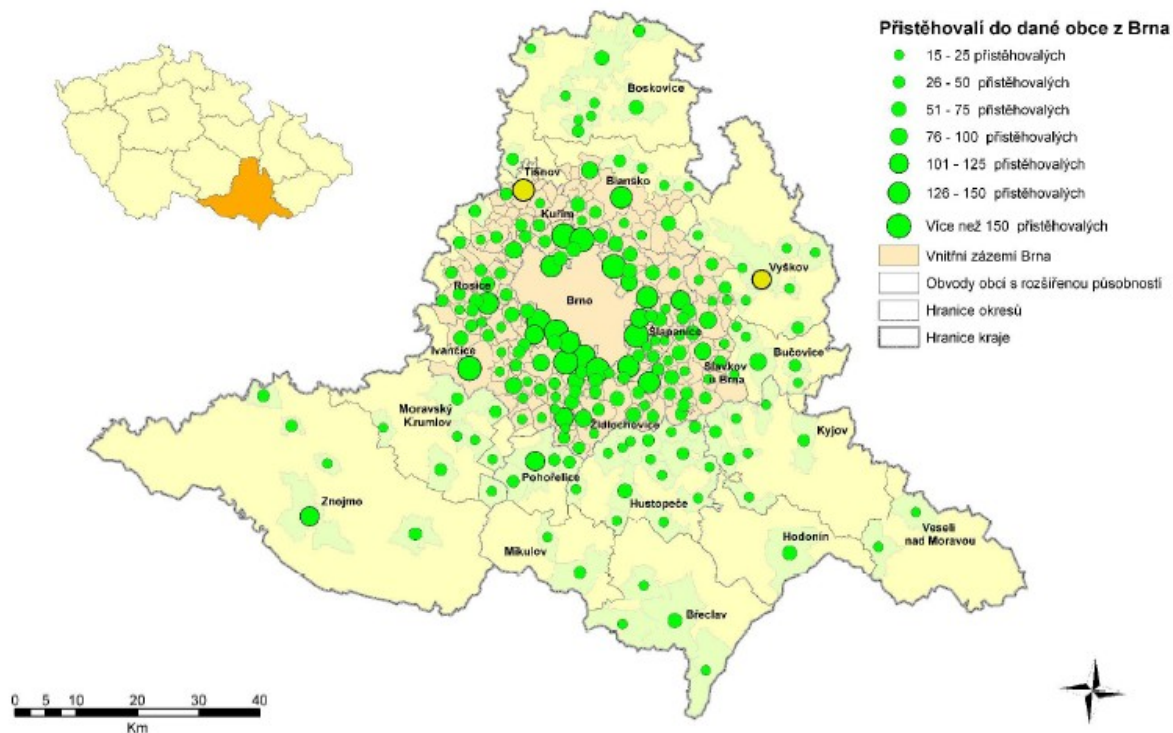 Přistěhovalí do dané obce z Brna
15 - 25 přistěhovalých
26 - 50 přistěhovalých
51 - 75 přistěhovalých
76 - 100 přistěhovalých
101 - 125 přistěhovalých
126 - 150 přistěhovalých
Více než 150 přistěhovalých
Vnitřní zázemí Brna
Obvody obcí s rozšířenou působností
Hranice okresů
Hranice kraje
Boskovice
Tišnov
Blansko
Kuřim
Vyškov
Rosice
Brno
Šlapanice
Ivančice
Bučovice
Slavkov
u Brna
Moravský
Krumlov
Židlochovice
Kyjov
Pohořelice
Znojmo
Hustopeče
Veselí
nad Moravou
Hodonín
Mikulov
Břeclav
0 5 10 20 30 40
Km